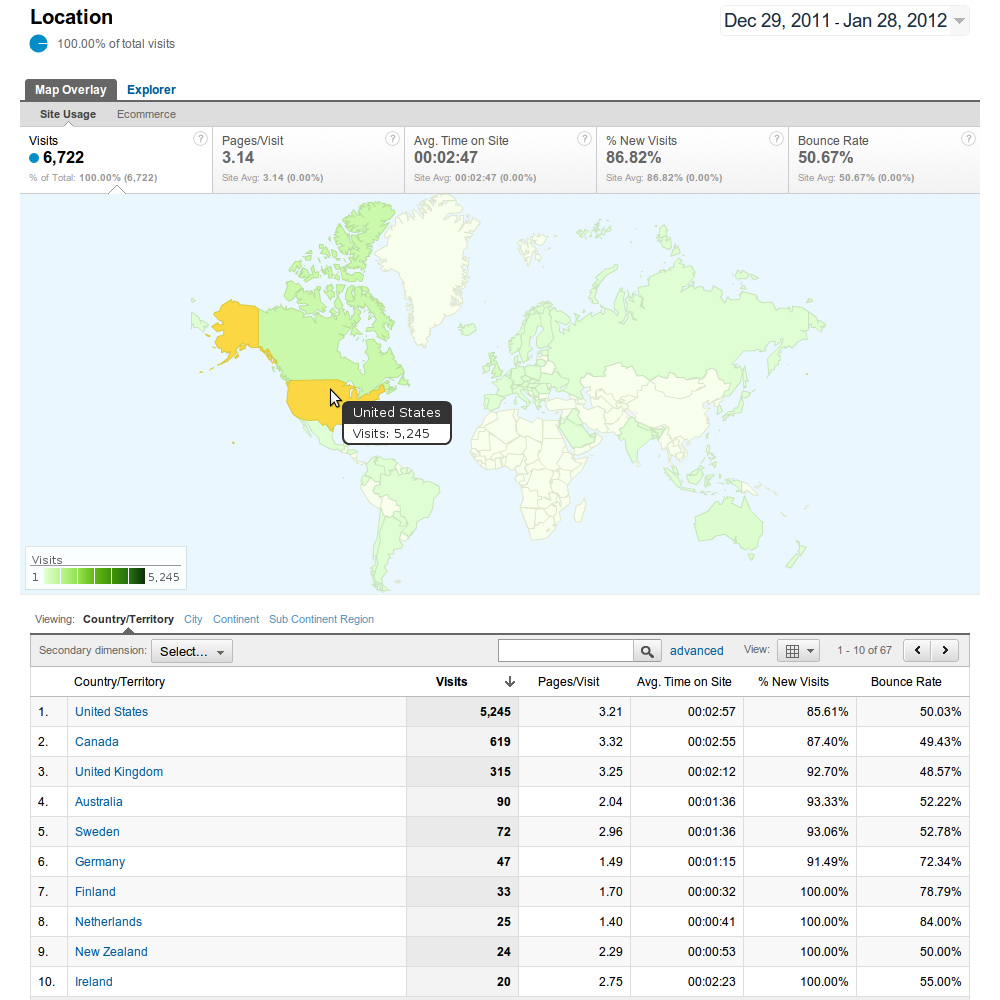 Location
Dec 29, 2011 - Jan 28, 2012
100.00% of total visits
Map Overlay Explorer
Site Usage Ecommerce
Visits ? Pages/Visit ? Avg. Time on Site ? % New Visits ? Bounce Rate ?
6,722 3.14 00:02:47 86.82% 50.67%
% of Total: 100.00% (6,722) Site Avg: 3.14 (0.00%) Site Avg: 00:02:47 (0.00%) Site Avg: 86.82% (0.00%) Site Avg: 50.67% (0.00%)
United States
Visits: 5,245
Visits
1 5,245
Viewing: Country/Territory City Continent Sub Continent Region
Secondary dimension: Select... advanced View: 1 - 10 of 67
Country/Territory Visits Pages/Visit Avg. Time on Site % New Visits Bounce Rate
1. United States 5,245 3.21 00:02:57 85.61% 50.03%
2. Canada 619 3.32 00:02:55 87.40% 49.43%
3. United Kingdom 315 3.25 00:02:12 92.70% 48.57%
4. Australia 90 2.04 00:01:36 93.33% 52.22%
5. Sweden 72 2.96 00:01:36 93.06% 52.78%
6. Germany 47 1.49 00:01:15 91.49% 72.34%
7. Finland 33 1.70 00:00:32 100.00% 78.79%
8. Netherlands 25 1.40 00:00:41 100.00% 84.00%
9. New Zealand 24 2.29 00:00:53 100.00% 50.00%
10. Ireland 20 2.75 00:02:23 100.00% 55.00%